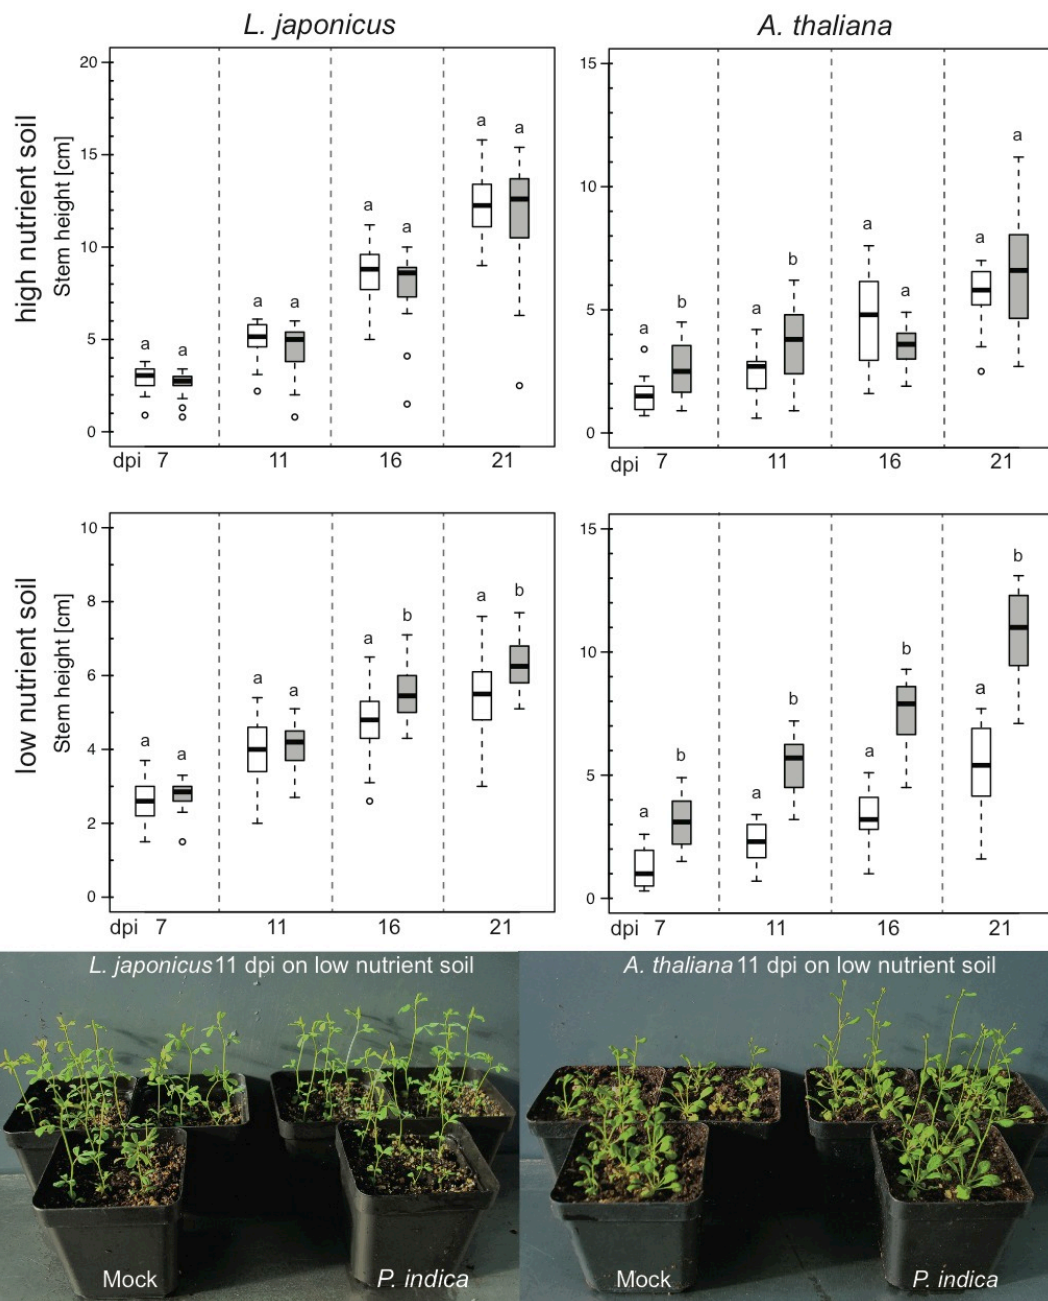 L. japonicus
A. thaliana
high nutrient soil
Stem height [cm]
20
15
10
5
0
a a a a a a a a
dpi 7 11 16 21
15
10
5
0
a b a b a a a a
dpi 7 11 16 21
low nutrient soil
Stem height [cm]
10
8
6
4
2
0
a a a a a b a b
dpi 7 11 16 21
15
10
5
0
a b a b a b a b
dpi 7 11 16 21
L. japonicus 11 dpi on low nutrient soil
A. thaliana 11 dpi on low nutrient soil
Mock
P. indica
Mock
P. indica